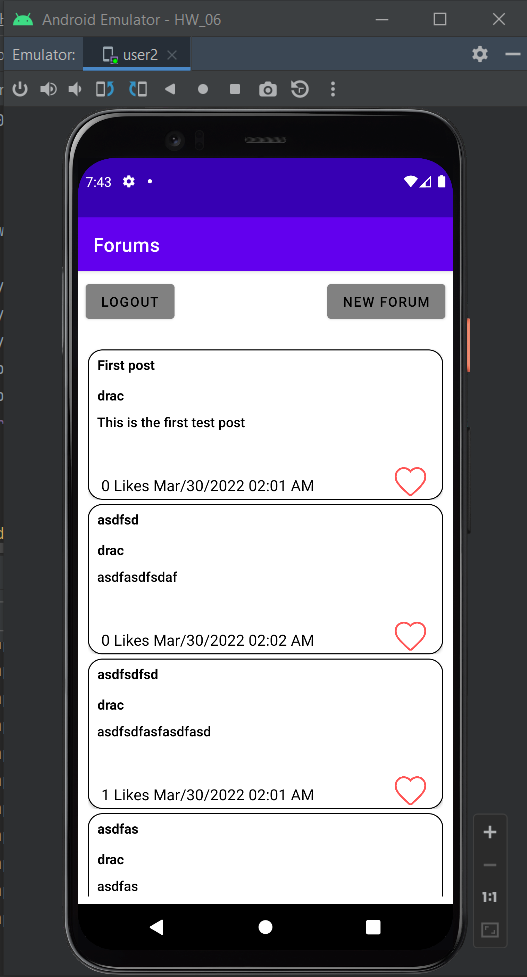 Android Emulator - HW_06
Emulator: user2
7:43
Forums
LOGOUT NEW FORUM
First post
drac
This is the first test post
0 Likes Mar/30/2022 02:01 AM
asdfsd
drac
asdfasdfsdaf
0 Likes Mar/30/2022 02:02 AM
asdfsdfsd
drac
asdfsdfasfasdfasd
1 Likes Mar/30/2022 02:01 AM
asdfas
drac
asdfas
1:1